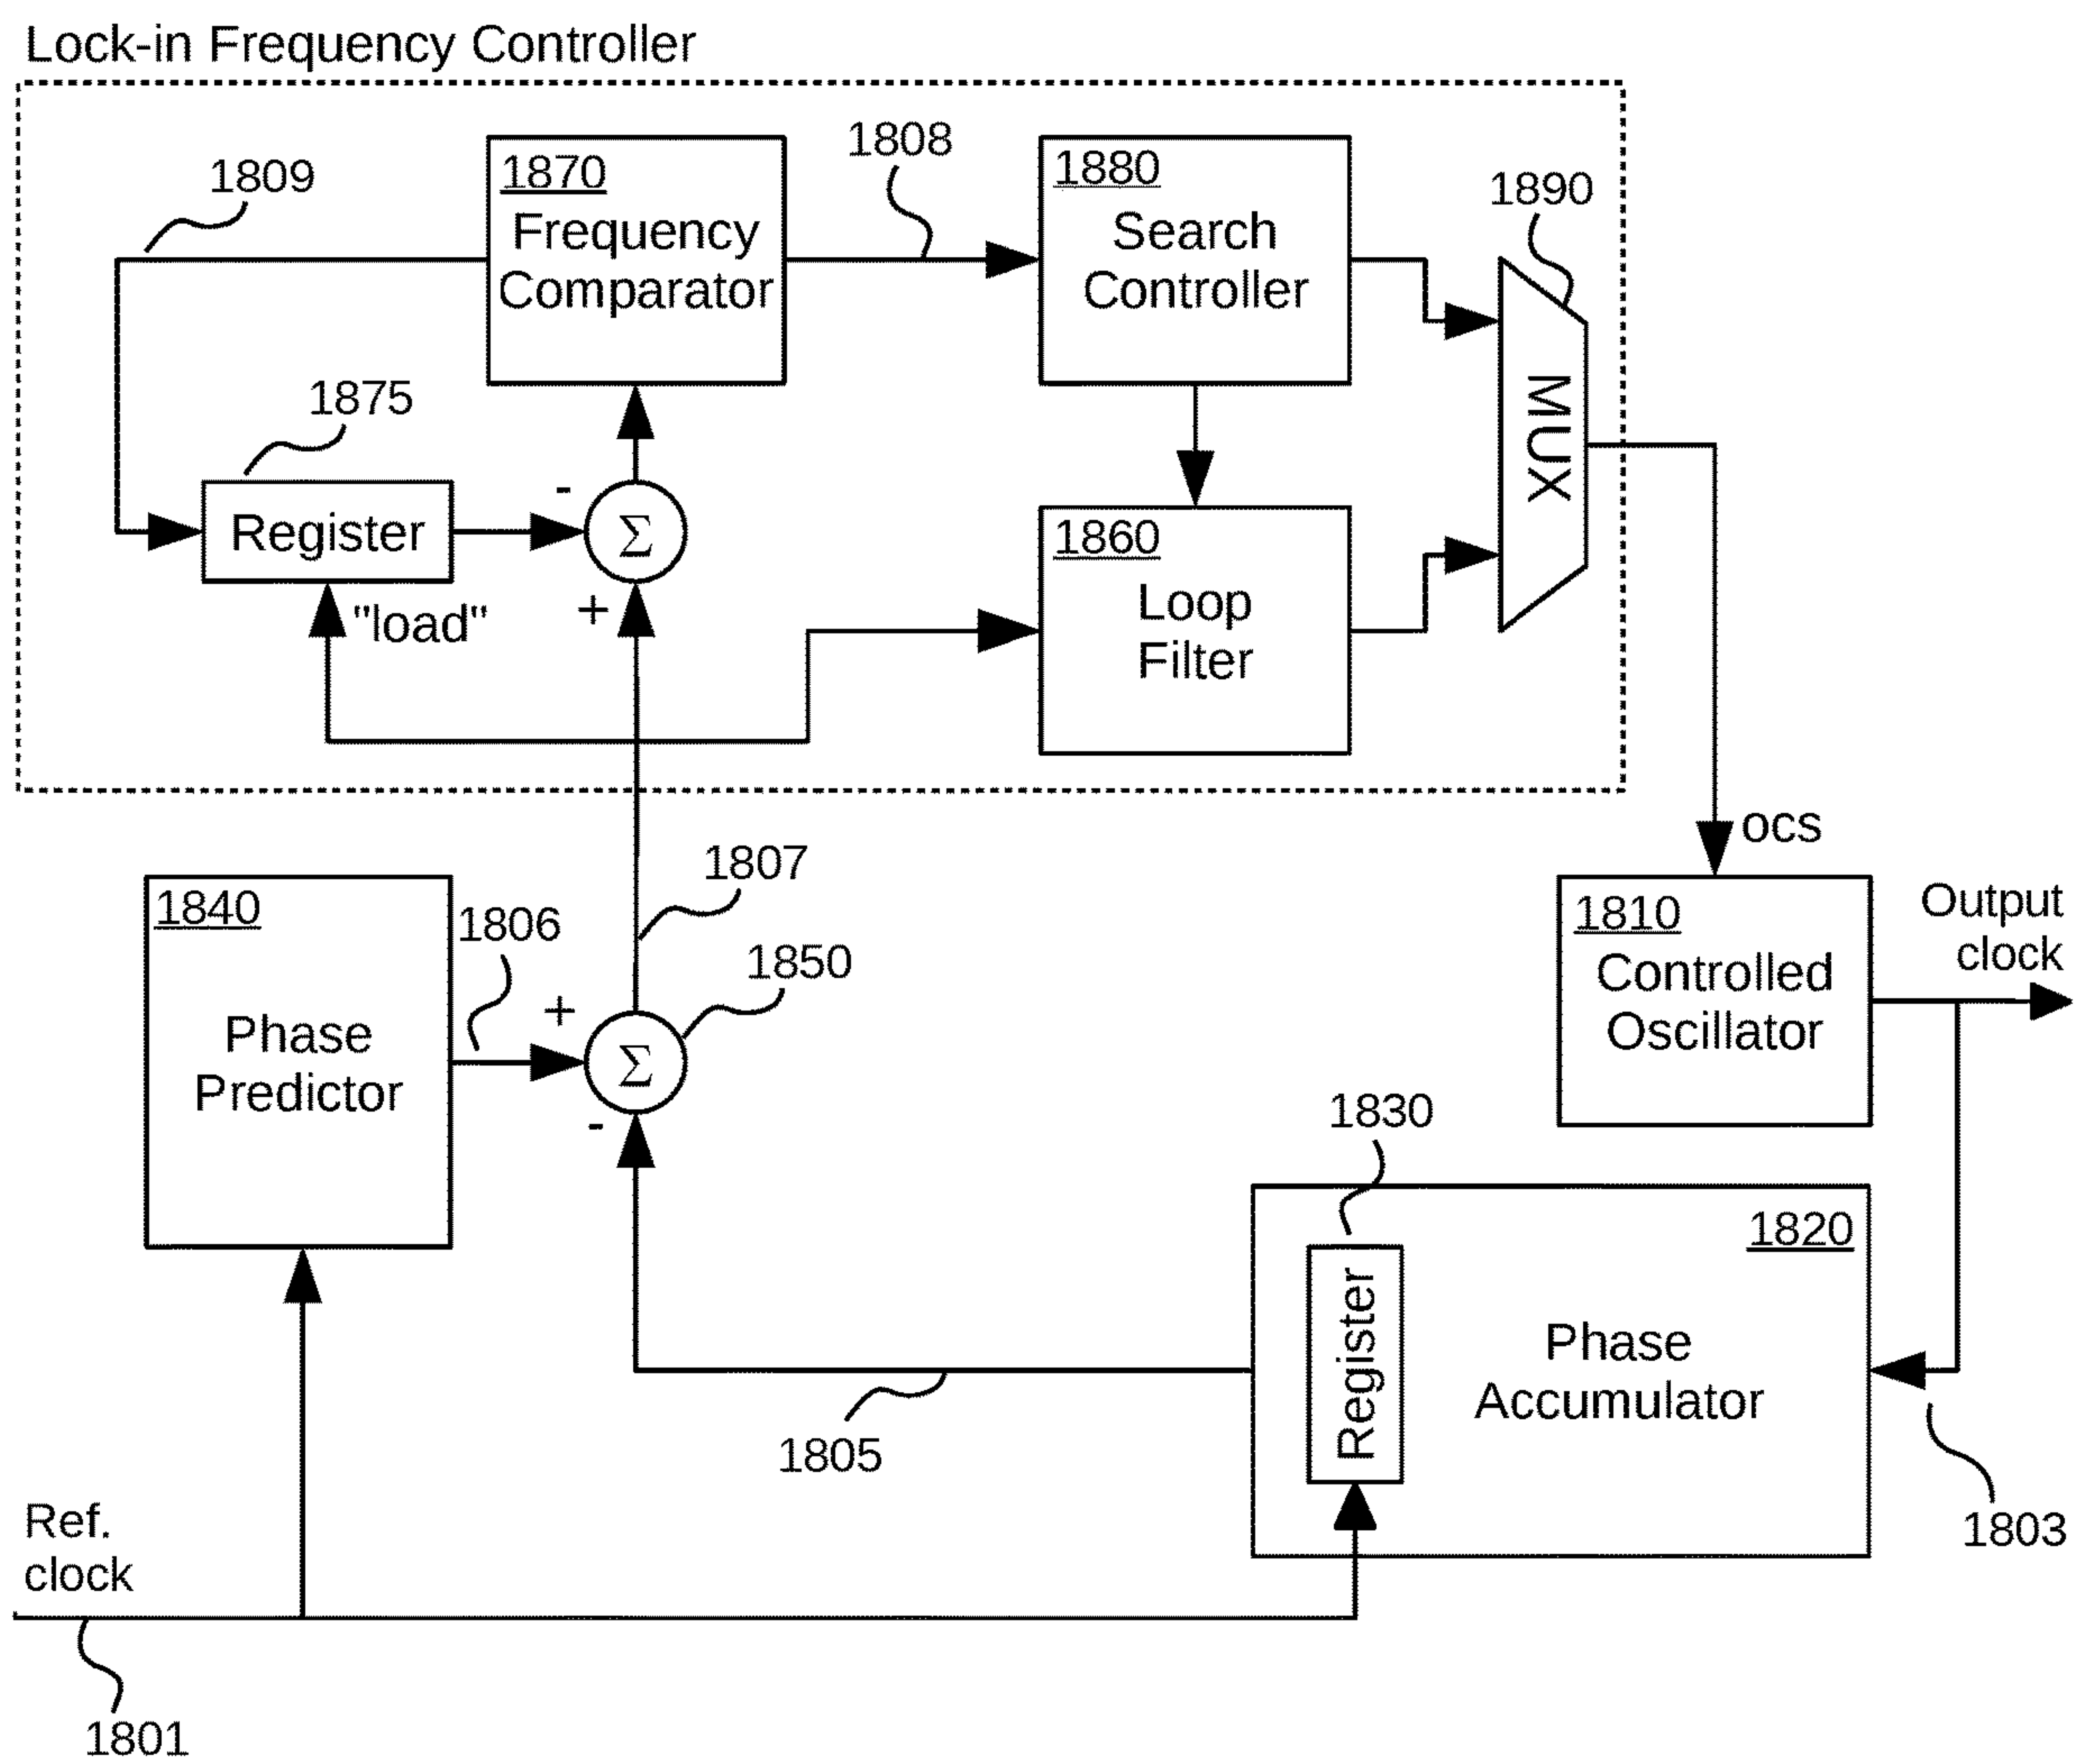 Lock-in Frequency Controller
1809
1870
Frequency
Comparator
1808
1880
Search
Controller
1890
MUX
1875
Register
"load"
-
Σ
+
1860
Loop
Filter
ocs
1807
1840
Phase
Predictor
1806
+
Σ
-
1850
1810
Controlled
Oscillator
Output
clock
1830
Register
1820
Phase
Accumulator
1805
1803
Ref.
clock
1801